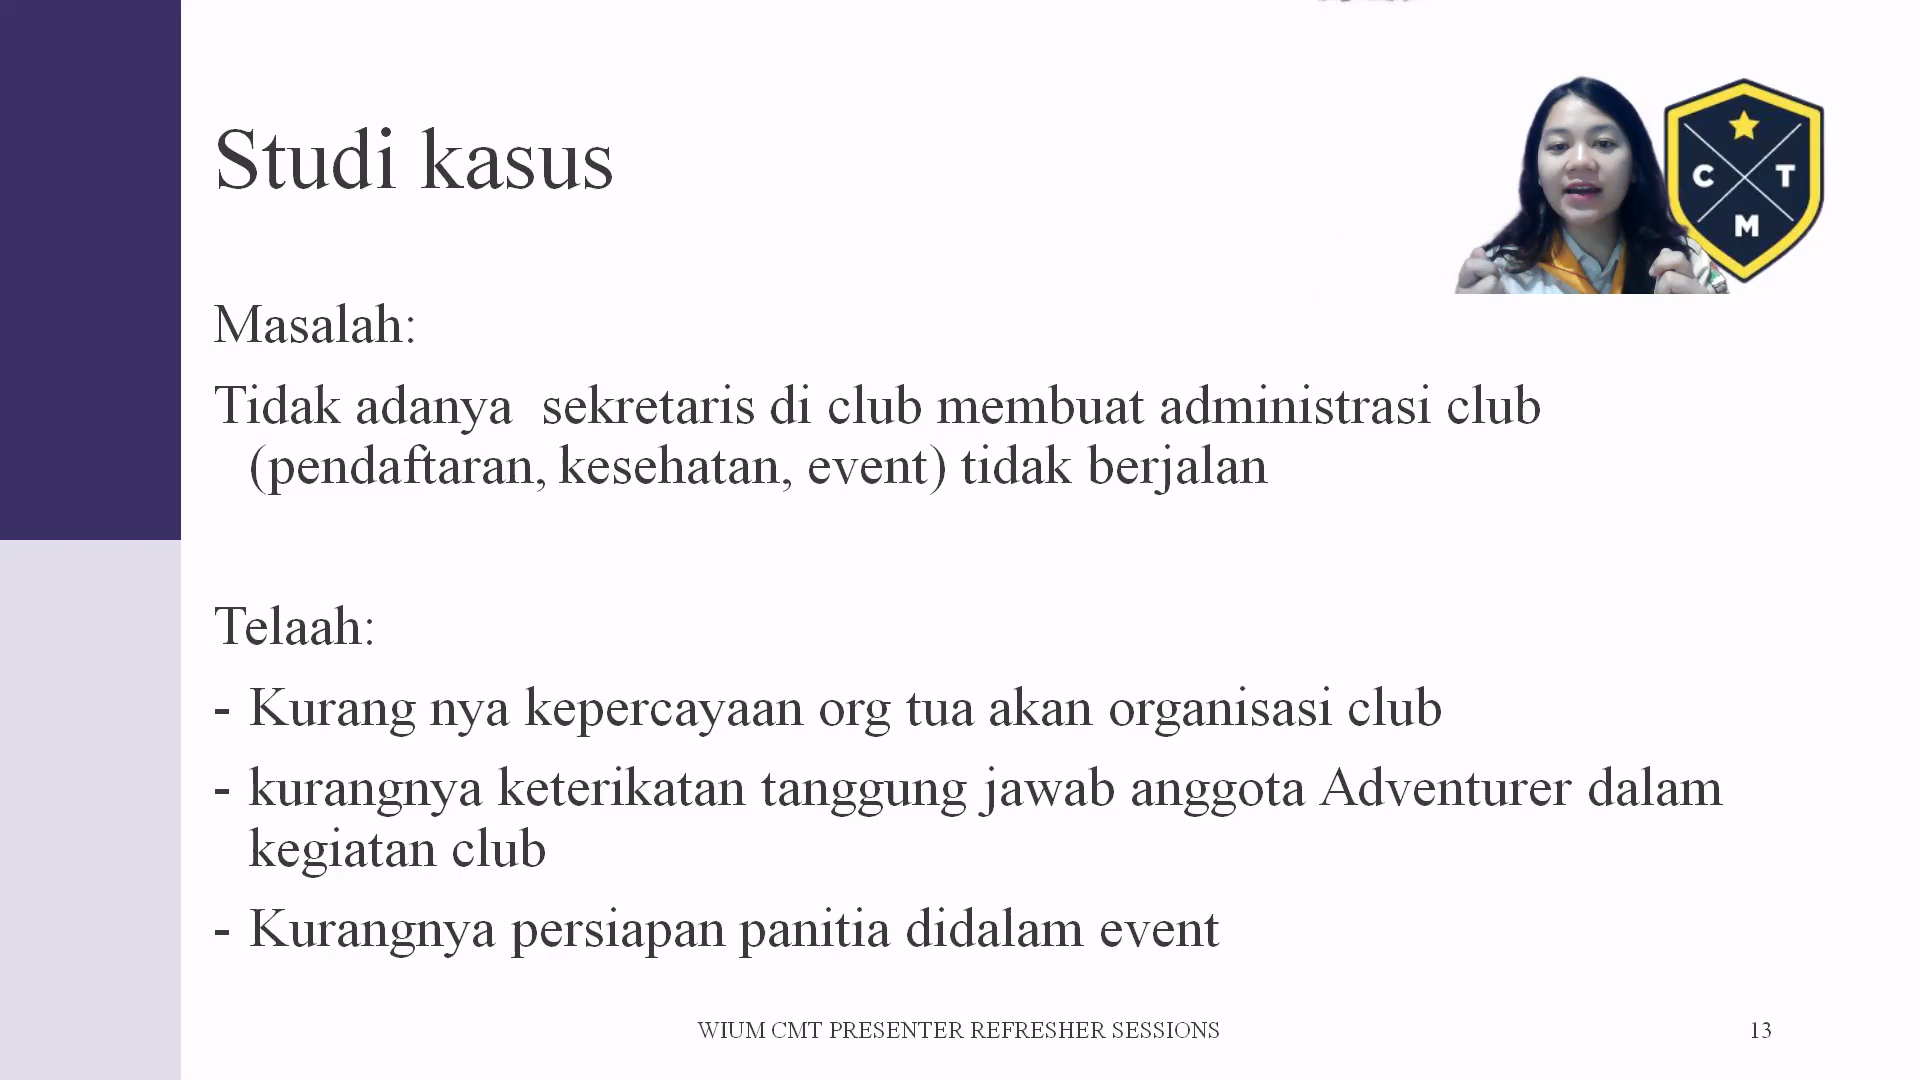 Studi kasus
C T
M
Masalah:
Tidak adanya  sekretaris di club membuat administrasi club
(pendaftaran, kesehatan, event) tidak berjalan
Telaah:
- Kurang nya kepercayaan org tua akan organisasi club
- kurangnya keterikatan tanggung jawab anggota Adventurer dalam
kegiatan club
- Kurangnya persiapan panitia didalam event
WIUM CMT PRESENTER REFRESHER SESSIONS
13